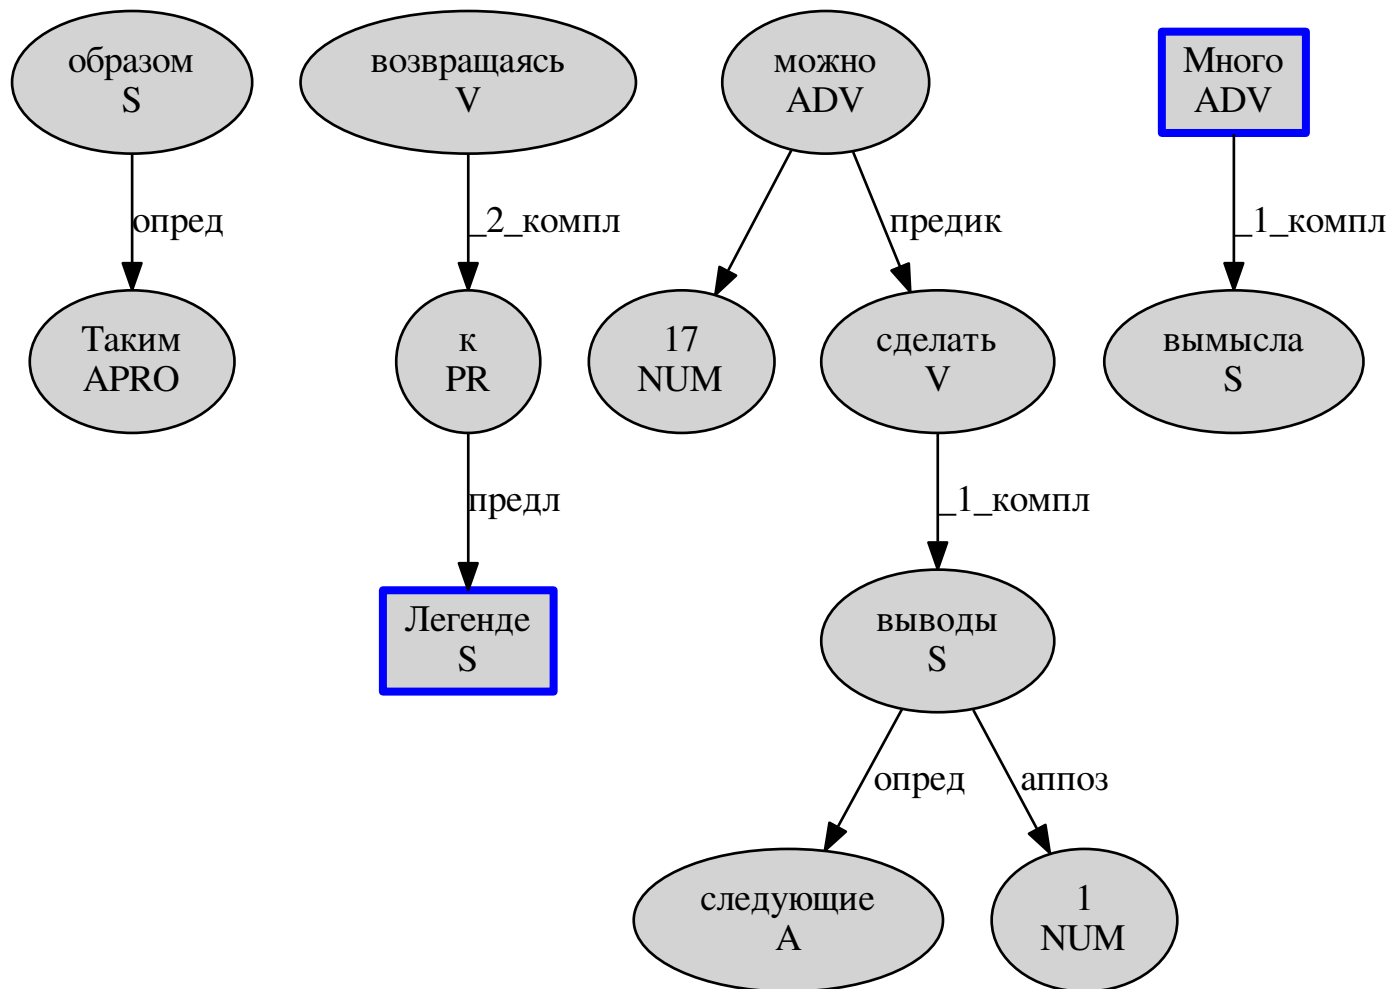 образом
S
возвращаясь
V
можно
ADV
Много
ADV
опред
_2_компл
предик
_1_компл
Таким
APRO
к
PR
17
NUM
сделать
V
вымысла
S
предл
_1_компл
Легенде
S
выводы
S
опред
аппоз
следующие
A
1
NUM